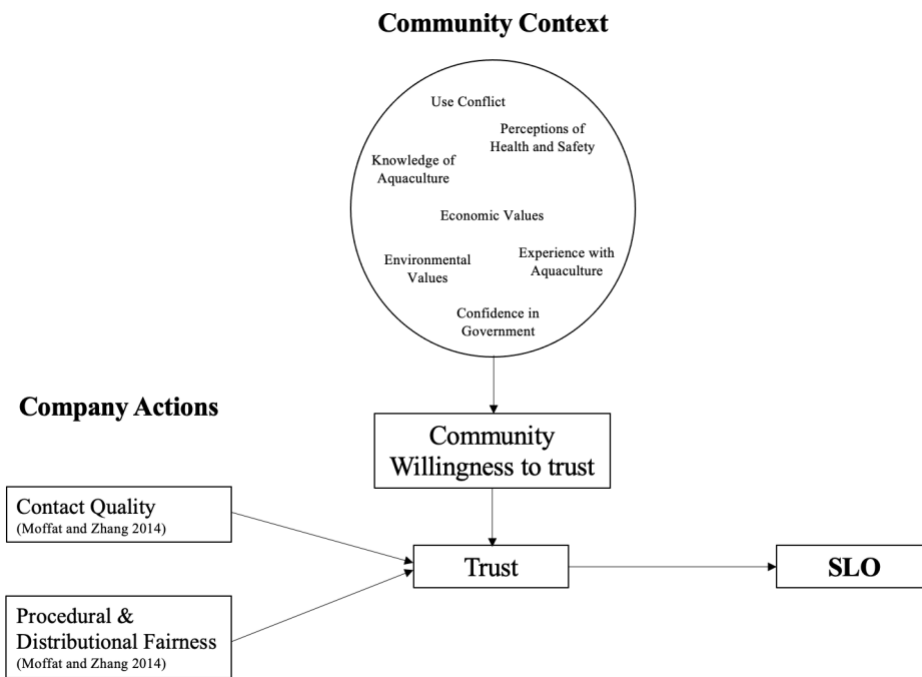 Community Context
Use Conflict
Perceptions of
Health and Safety
Knowledge of
Aquaculture
Economic Values
Environmental
Values
Experience with
Aquaculture
Confidence in
Government
Company Actions
Community
Willingness to trust
Contact Quality
(Moffat and Zhang 2014)
Trust
SLO
Procedural &
Distributional Fairness
(Moffat and Zhang 2014)